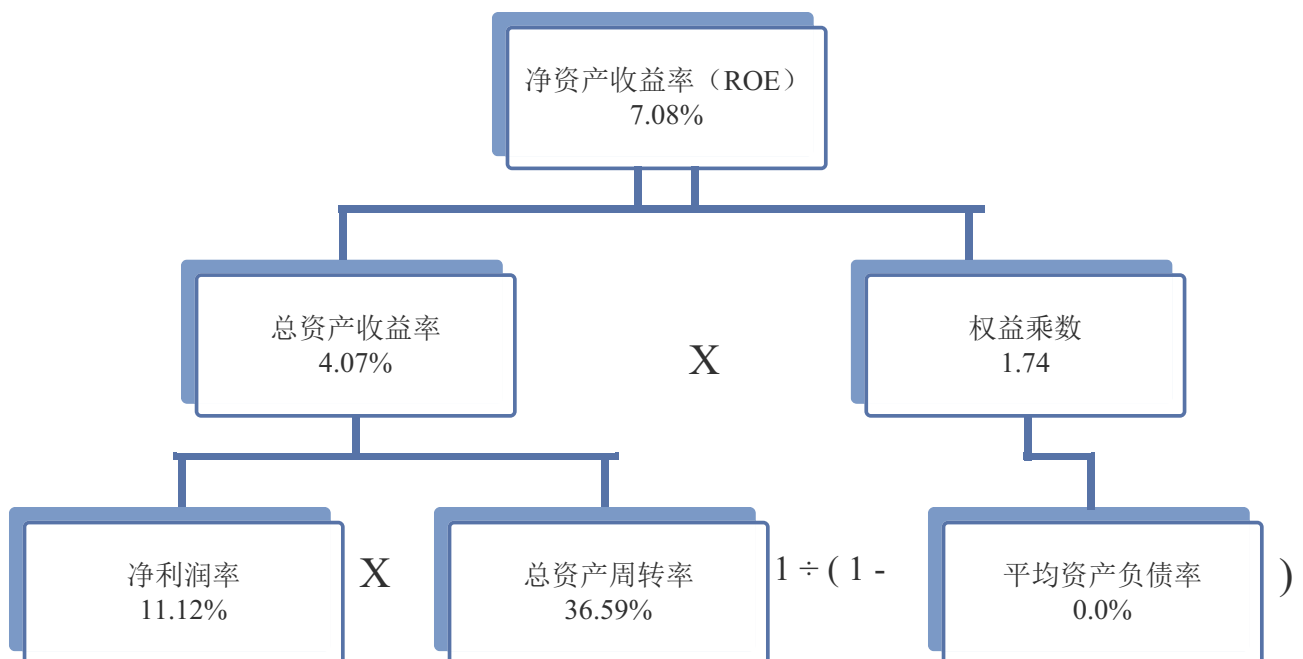 净资产收益率（ROE）
7.08%
总资产收益率
4.07%
X
权益乘数
1.74
净利润率
11.12%
X
总资产周转率
36.59%
1 ÷ ( 1 -
平均资产负债率
0.0%
)